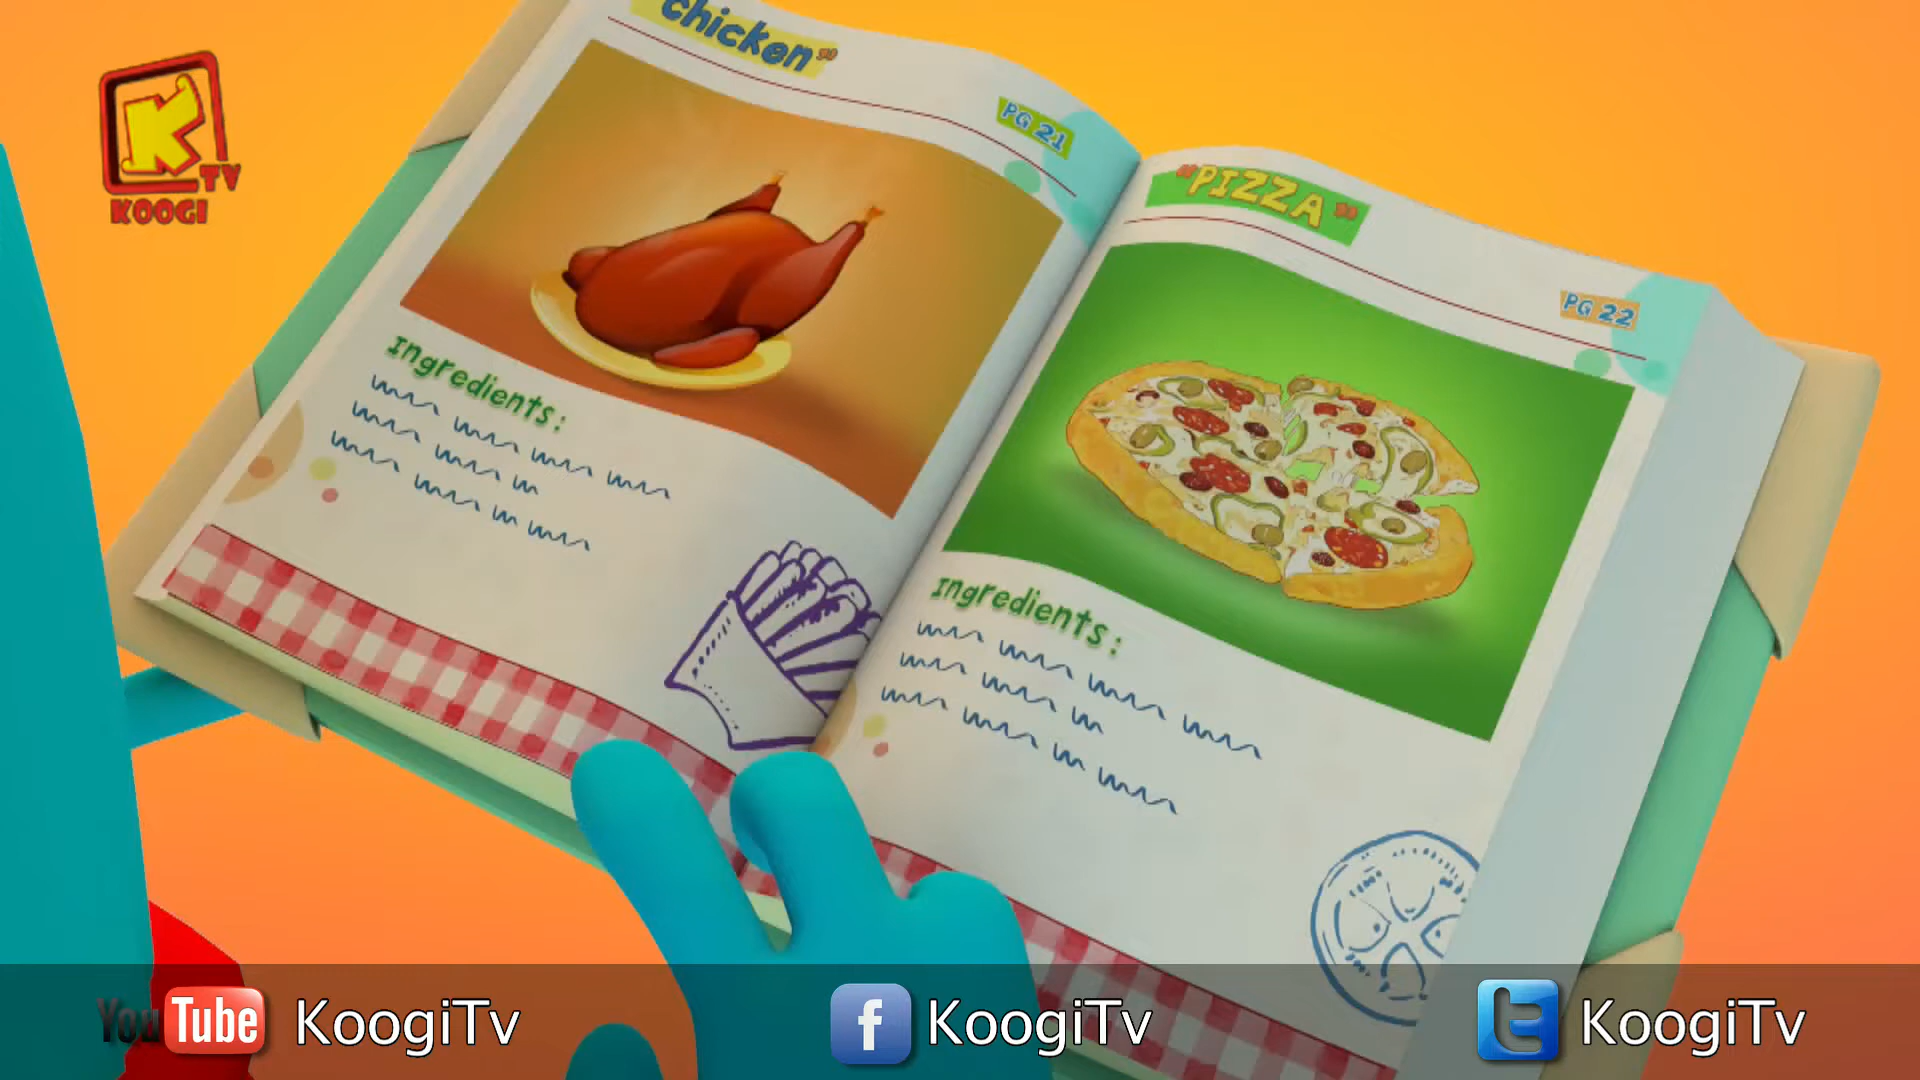 chicken"
PG 21
K
TV
KOOGI
"PIZZA"
PG 22
Ingredients:
Ingredients:
YouTube KoogiTv
f KoogiTv
t KoogiTv